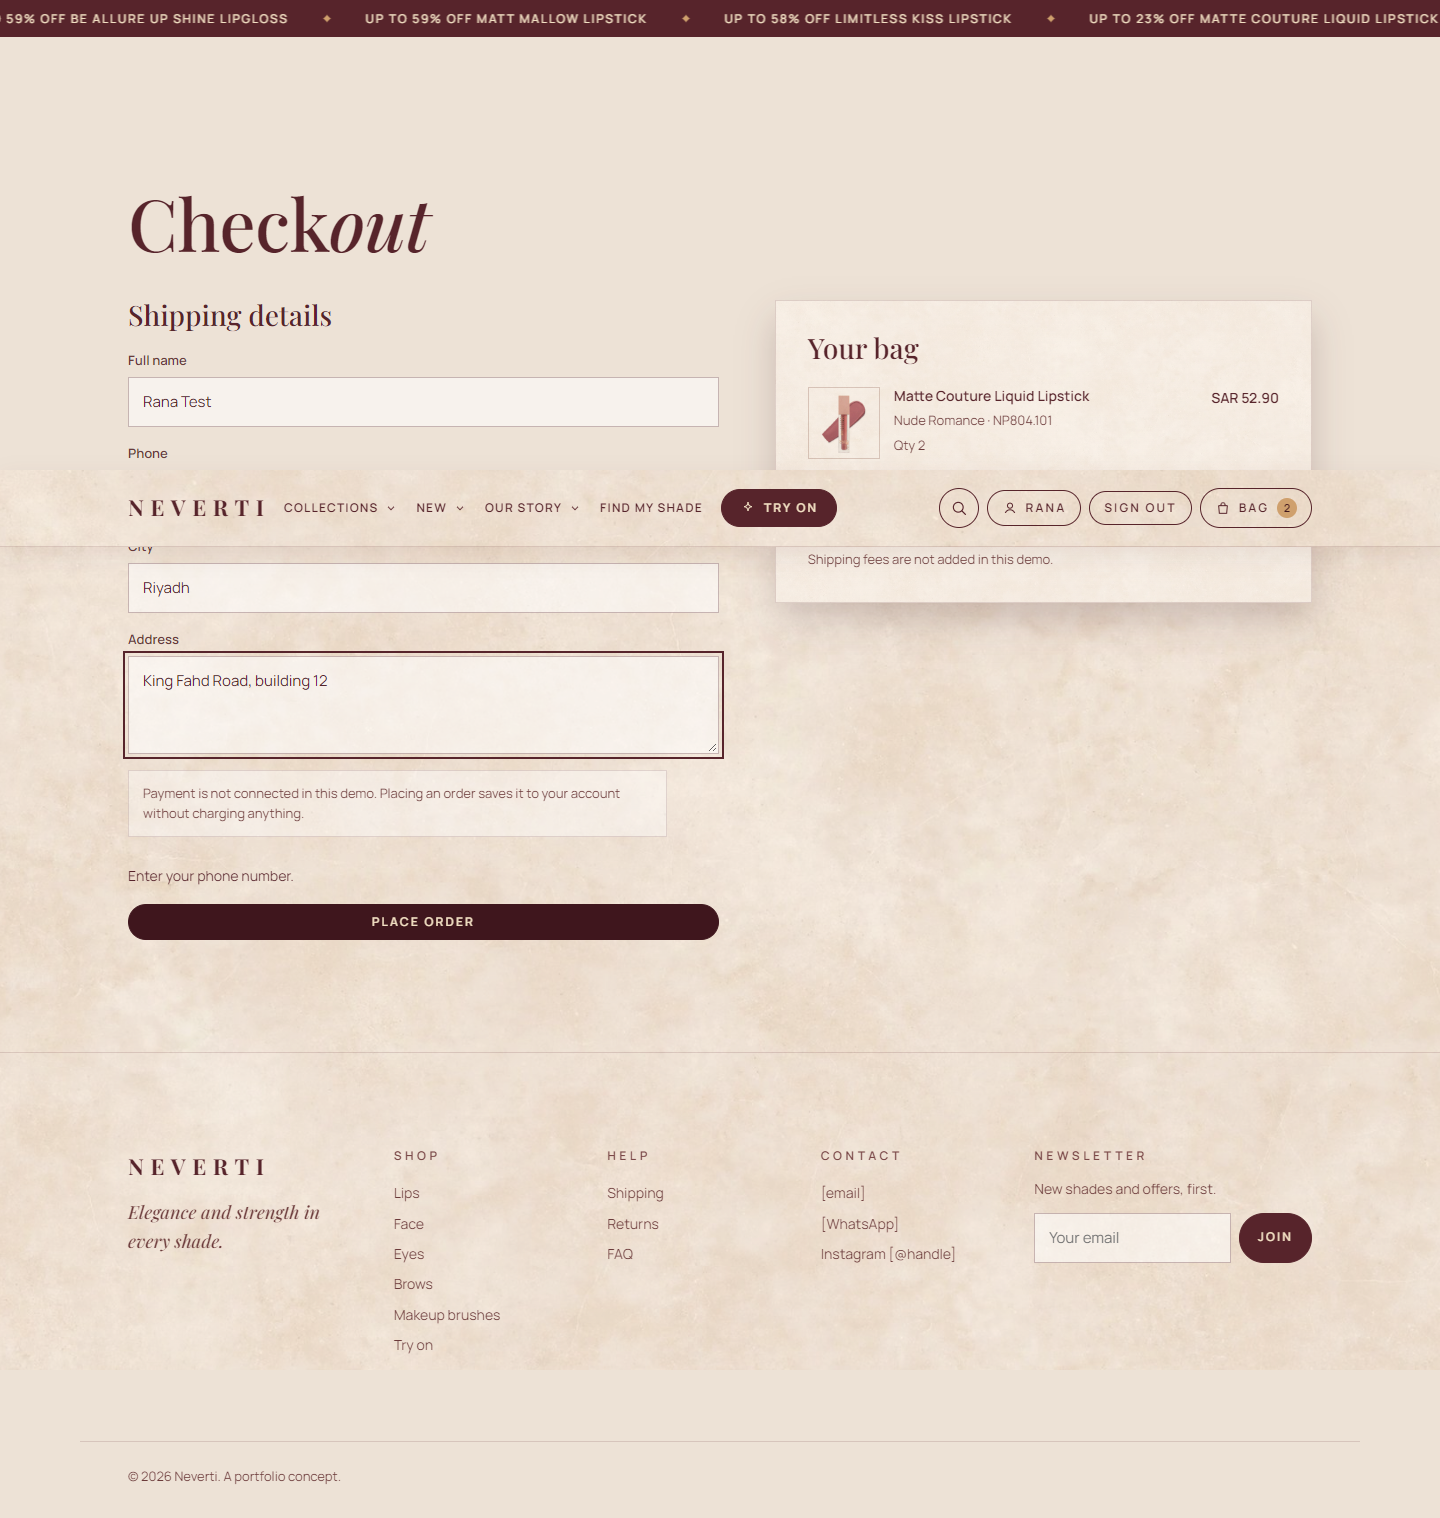 59% OFF BE ALLURE UP SHINE LIPGLOSS ◆ UP TO 59% OFF MATT MALLOW LIPSTICK ◆ UP TO 58% OFF LIMITLESS KISS LIPSTICK ◆ UP TO 23% OFF MATTE COUTURE LIQUID LIPSTICK
Checkout
Shipping details
Full name
Rana Test
Phone
Your bag
Matte Couture Liquid Lipstick
SAR 52.90
Nude Romance · NP804.101
Qty 2
NEVERTI COLLECTIONS NEW OUR STORY FIND MY SHADE TRY ON RANA SIGN OUT BAG 2
City
Riyadh
Shipping fees are not added in this demo.
Address
King Fahd Road, building 12
Payment is not connected in this demo. Placing an order saves it to your account
without charging anything.
Enter your phone number.
PLACE ORDER
NEVERTI
Elegance and strength in
every shade.
SHOP
Lips
Face
Eyes
Brows
Makeup brushes
Try on
HELP
Shipping
Returns
FAQ
CONTACT
[email]
[WhatsApp]
Instagram [@handle]
NEWSLETTER
New shades and offers, first.
Your email
JOIN
© 2026 Neverti. A portfolio concept.